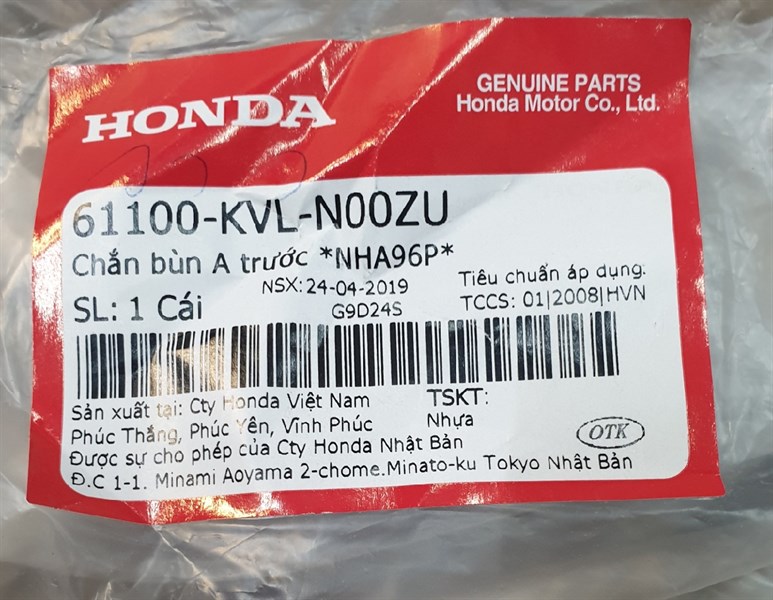 HONDA
GENUINE PARTS
Honda Motor Co., Ltd.
61100-KVL-N00ZU
Chắn bùn A trước *NHA96P*
NSX: 24-04-2019
Tiêu chuẩn áp dụng:
SL: 1 Cái
G9D24S
TCCS: 01|2008|HVN
Sản xuất tại: Cty Honda Việt Nam
TSKT:
Phúc Thắng, Phúc Yên, Vĩnh Phúc
Nhựa
Được sự cho phép của Cty Honda Nhật Bản
OTK
Đ.C 1-1. Minami Aoyama 2-chome.Minato-ku Tokyo Nhật Bản